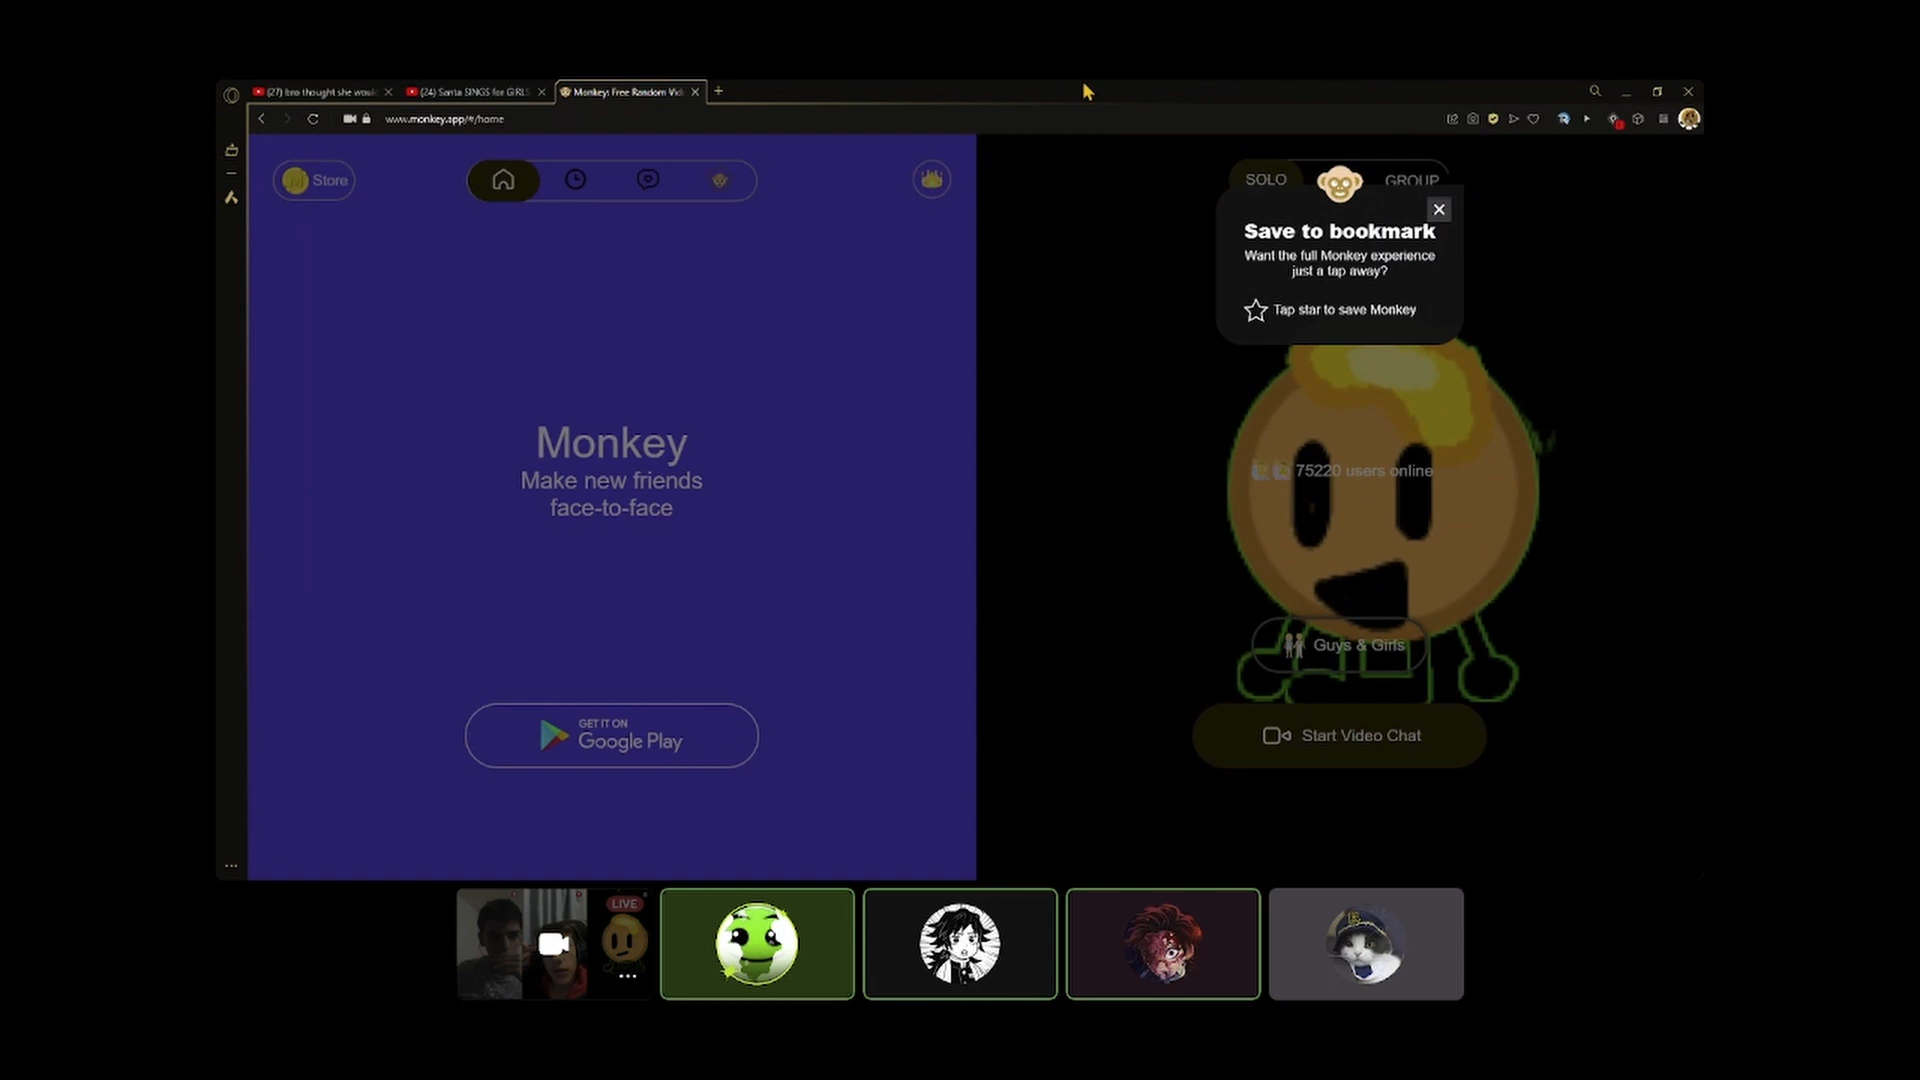 (27) bro thought she woul
(24) Santa SINGS for GIRLS
Monkey: Free Random Vid
www.monkey.app/#/home
Store
SOLO
GROUP
Save to bookmark
Want the full Monkey experience
just a tap away?
Tap star to save Monkey
Monkey
Make new friends
face-to-face
75220 users online
Guys & Girls
GET IT ON
Google Play
Start Video Chat
LIVE